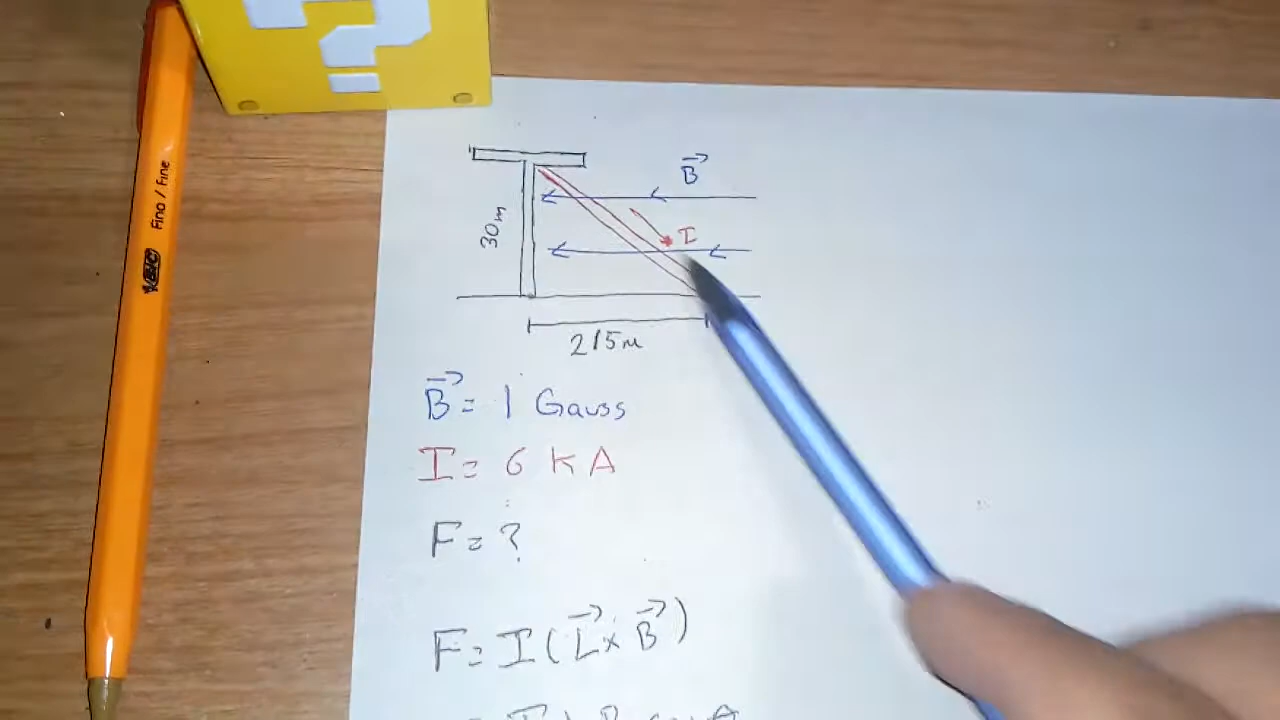 BIC Fino / Fine
?
B
30m
I
215m
B = 1 Gauss
I = 6 kA
F = ?
F = I ( L x B )